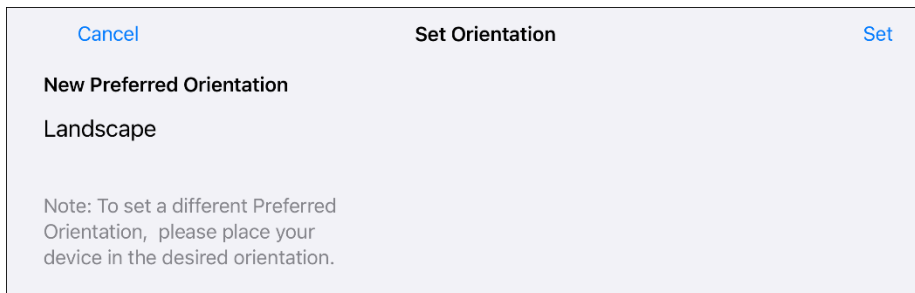 Cancel Set Orientation Set
New Preferred Orientation
Landscape
Note: To set a different Preferred
Orientation,  please place your
device in the desired orientation.